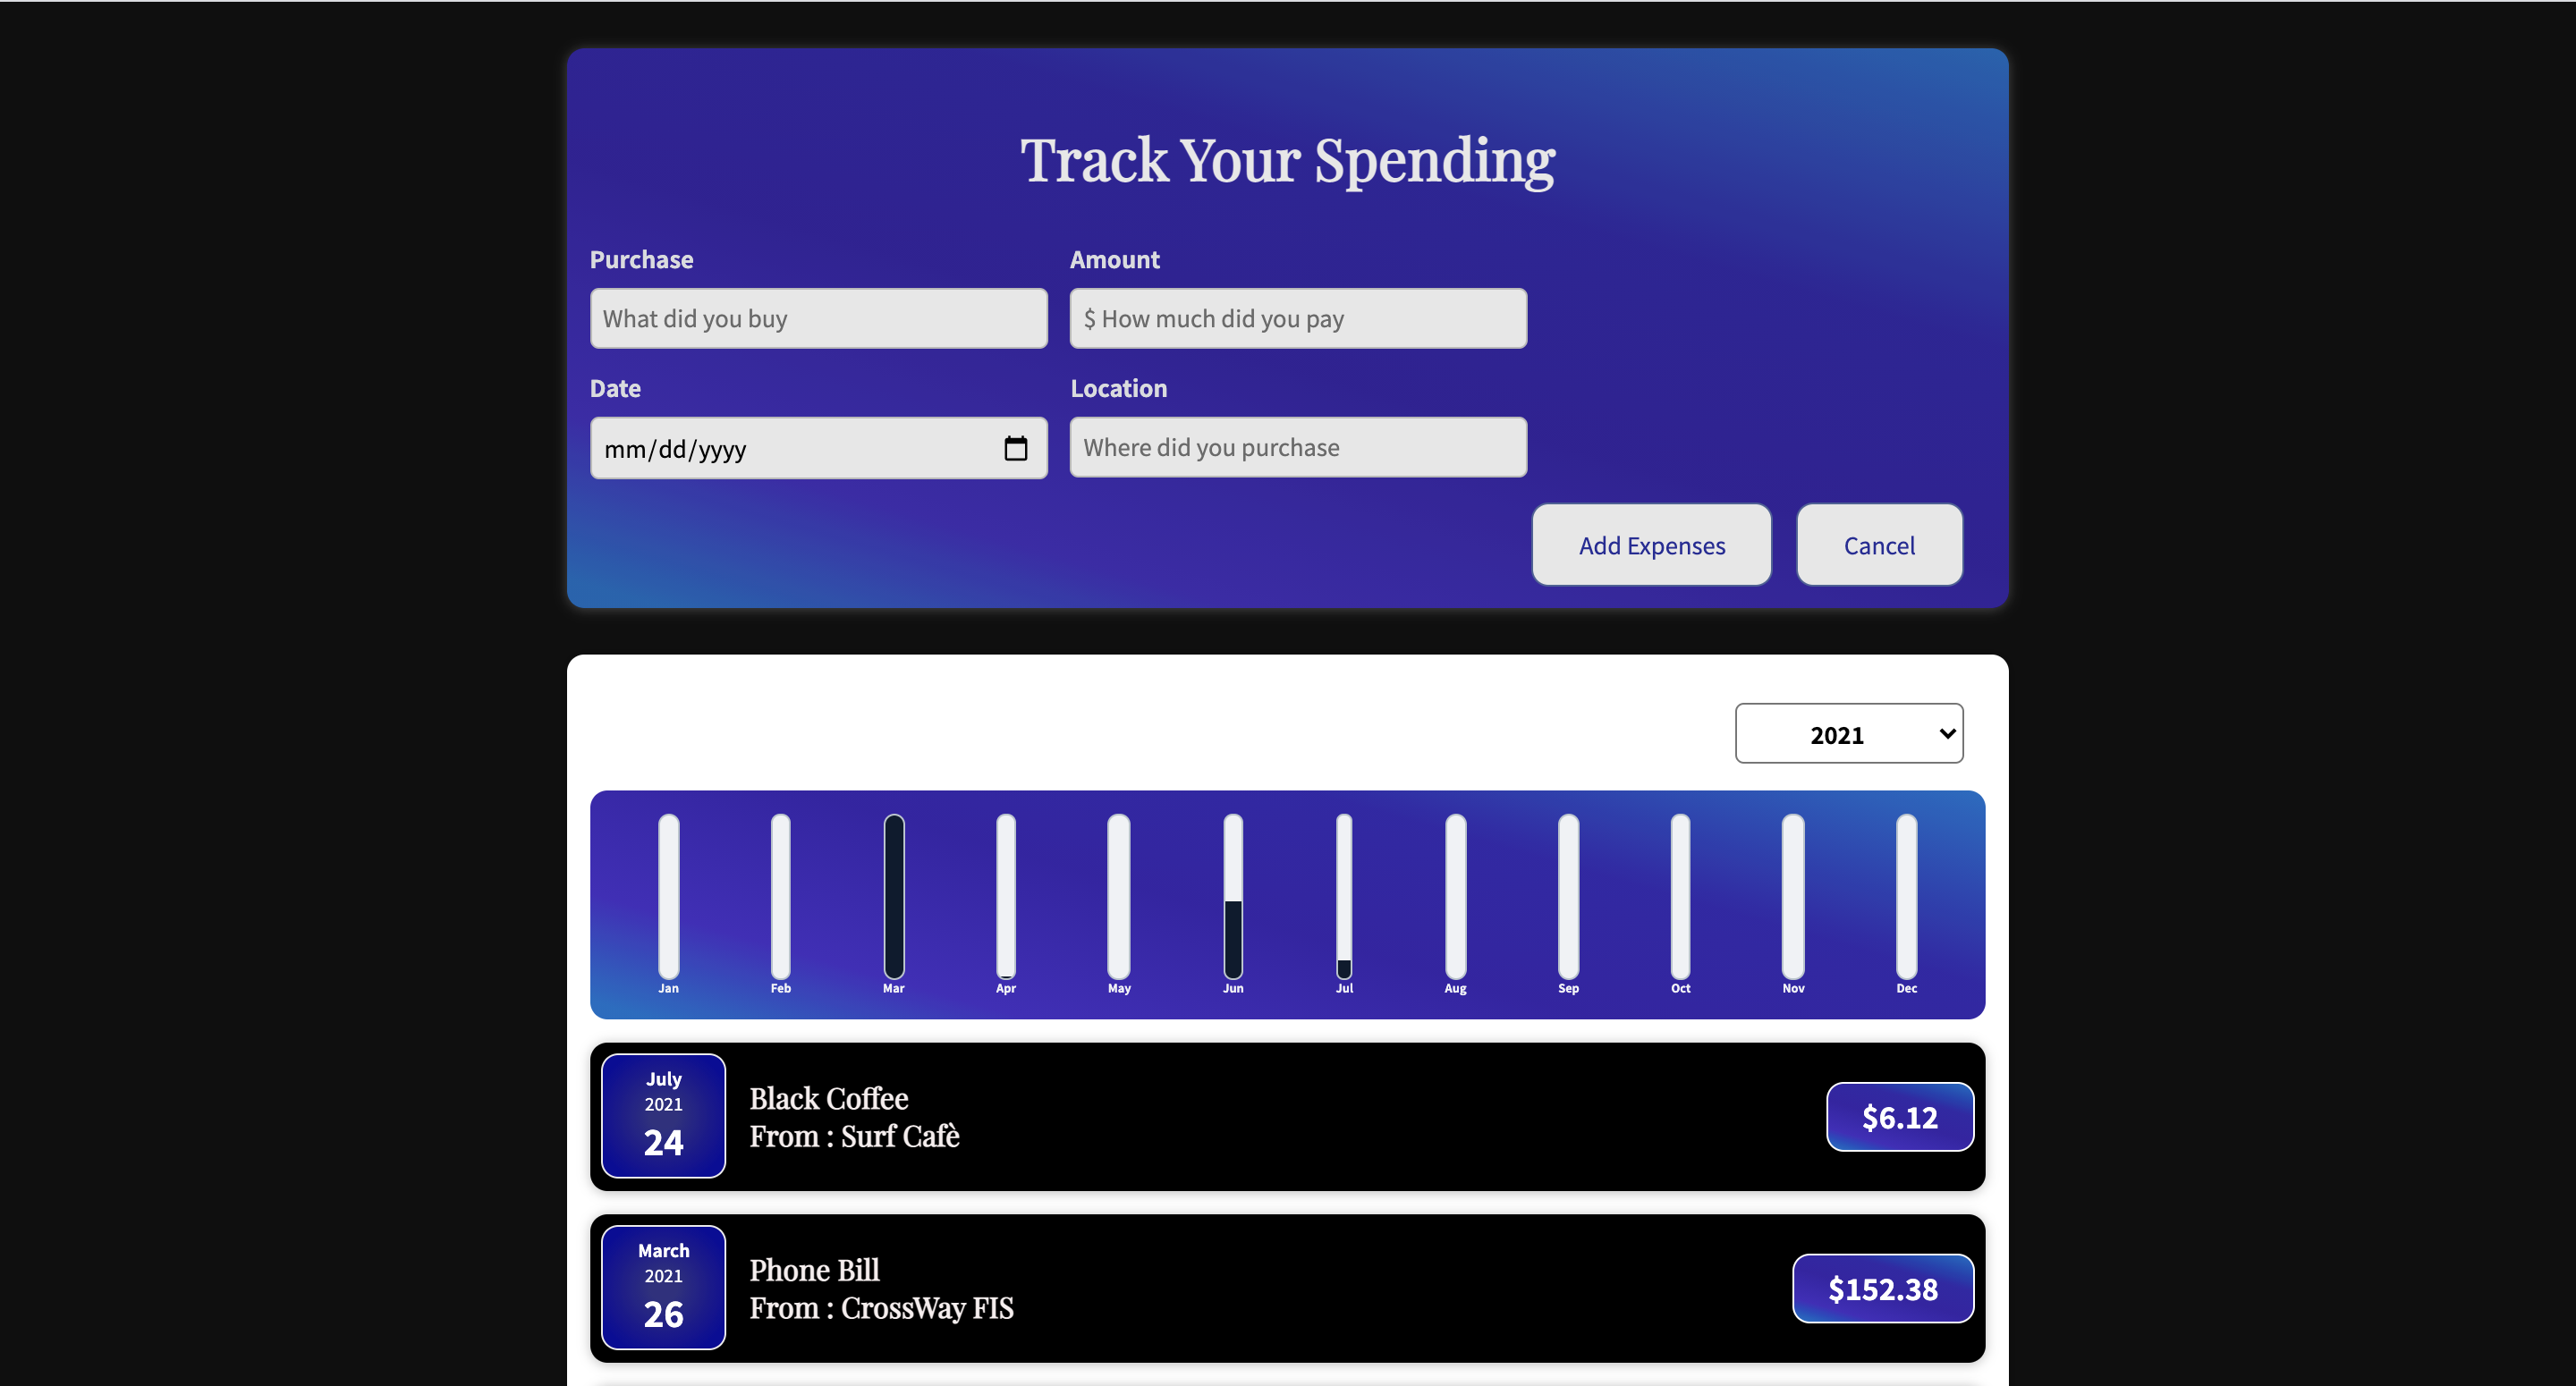 Track Your Spending
Purchase
Amount
What did you buy
$ How much did you pay
Date
Location
mm/dd/yyyy
Where did you purchase
Add Expenses
Cancel
2021
Jan Feb Mar Apr May Jun Jul Aug Sep Oct Nov Dec
July
2021
24
Black Coffee
From : Surf Cafè
$6.12
March
2021
26
Phone Bill
From : CrossWay FIS
$152.38